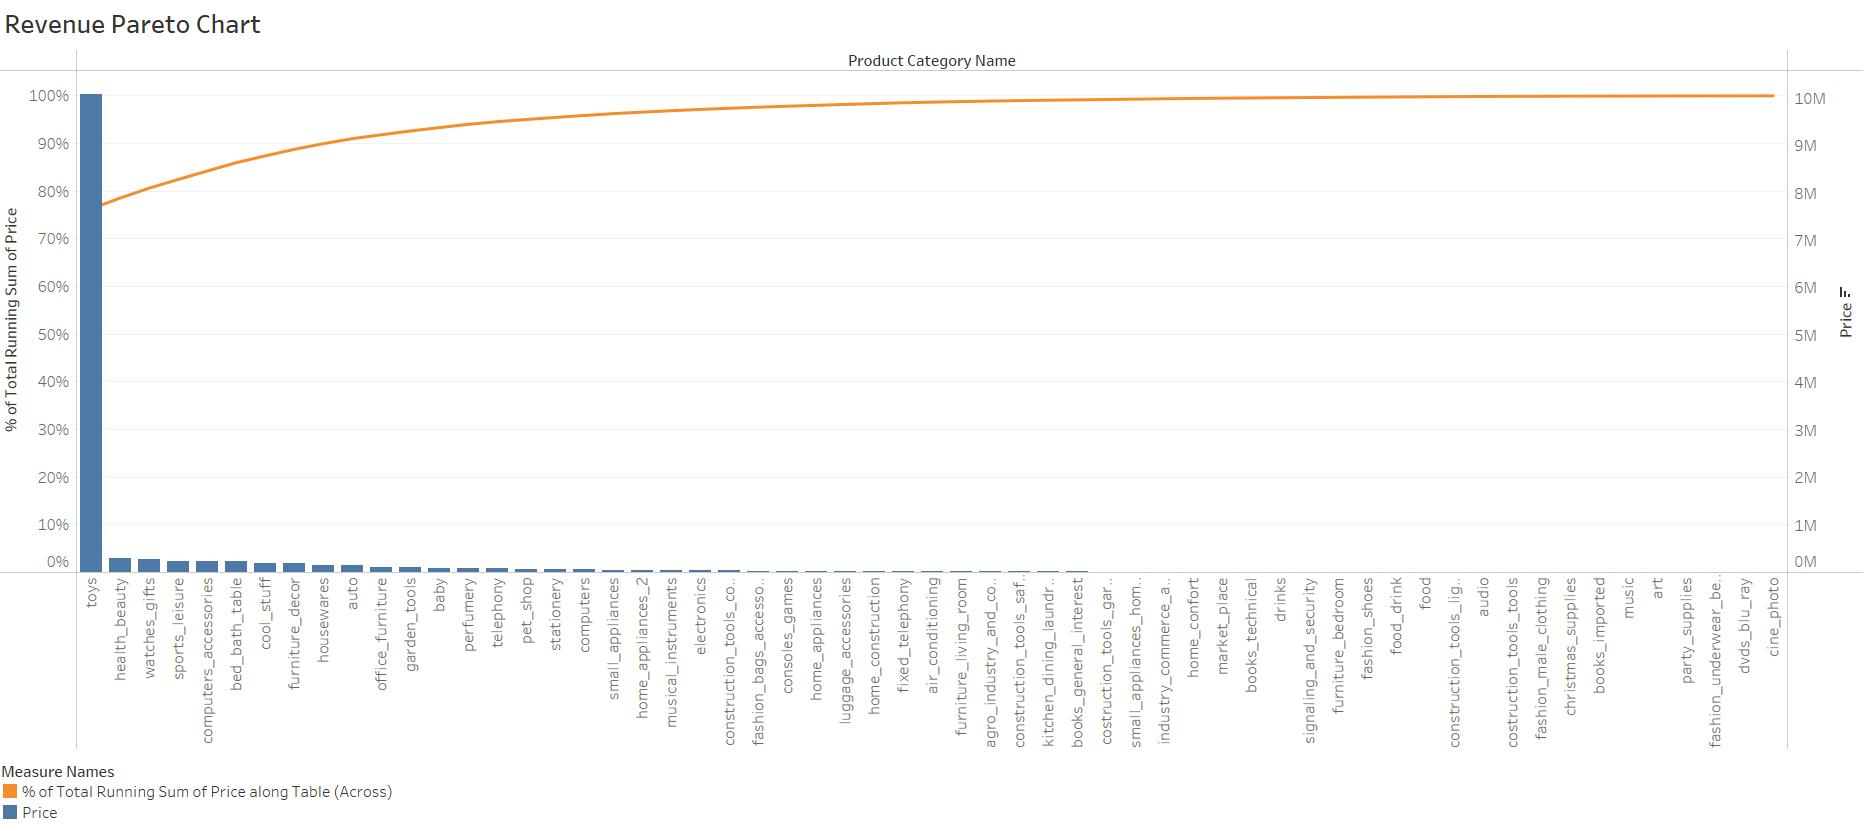 Revenue Pareto Chart
Product Category Name
% of Total Running Sum of Price
100%
90%
80%
70%
60%
50%
40%
30%
20%
10%
0%
10M
9M
8M
7M
6M
5M
4M
3M
2M
1M
0M
Price
toys
health_beauty
watches_gifts
sports_leisure
computers_accessories
bed_bath_table
cool_stuff
furniture_decor
housewares
auto
office_furniture
garden_tools
baby
perfumery
telephony
pet_shop
stationery
computers
small_appliances
home_appliances_2
musical_instruments
electronics
construction_tools_co..
fashion_bags_accesso..
consoles_games
home_appliances
luggage_accessories
home_construction
fixed_telephony
air_conditioning
furniture_living_room
agro_industry_and_co..
construction_tools_saf..
kitchen_dining_laundr..
books_general_interest
costruction_tools_gar..
small_appliances_hom..
industry_commerce_a..
home_confort
market_place
books_technical
drinks
signaling_and_security
furniture_bedroom
fashion_shoes
food_drink
food
construction_tools_lig..
audio
costruction_tools_tools
fashion_male_clothing
christmas_supplies
books_imported
music
art
party_supplies
fashion_underwear_be..
dvds_blu_ray
cine_photo
Measure Names
% of Total Running Sum of Price along Table (Across)
Price